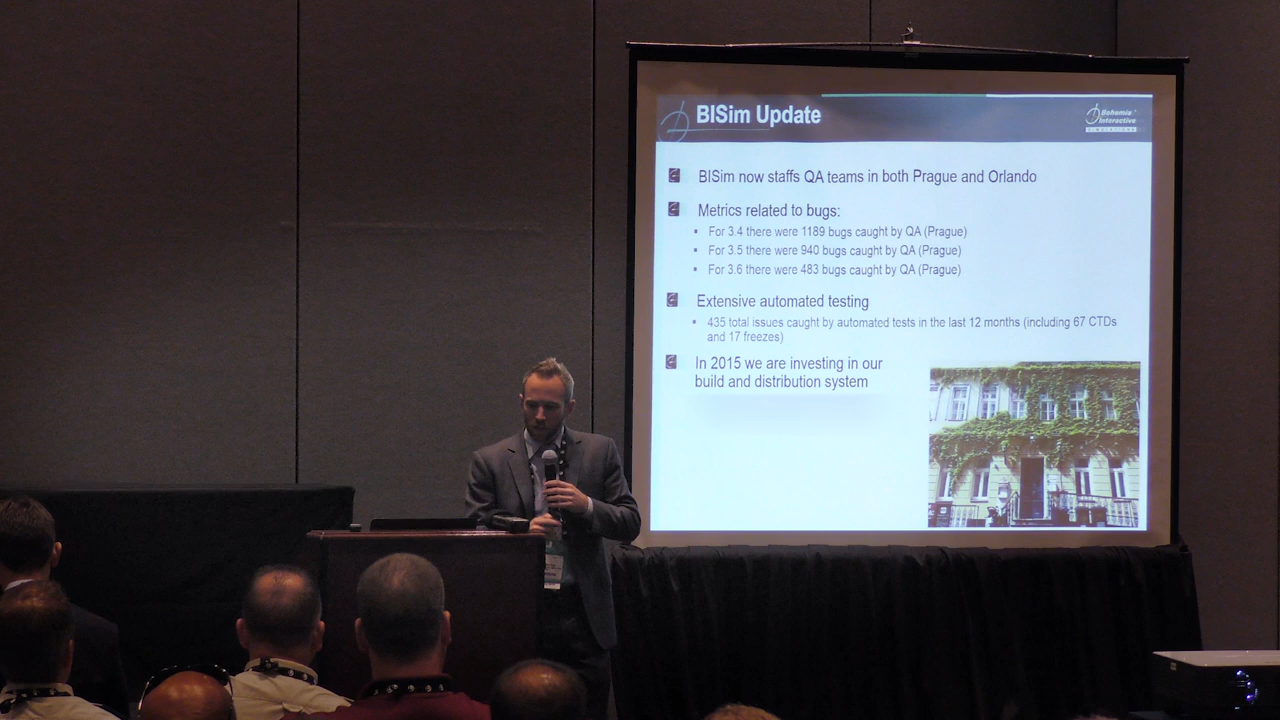 BISim Update
Bohemia
Interactive
SIMULATIONS
BISim now staffs QA teams in both Prague and Orlando
Metrics related to bugs:
For 3.4 there were 1189 bugs caught by QA (Prague)
For 3.5 there were 940 bugs caught by QA (Prague)
For 3.6 there were 483 bugs caught by QA (Prague)
Extensive automated testing
435 total issues caught by automated tests in the last 12 months (including 67 CTDs
and 17 freezes)
In 2015 we are investing in our
build and distribution system